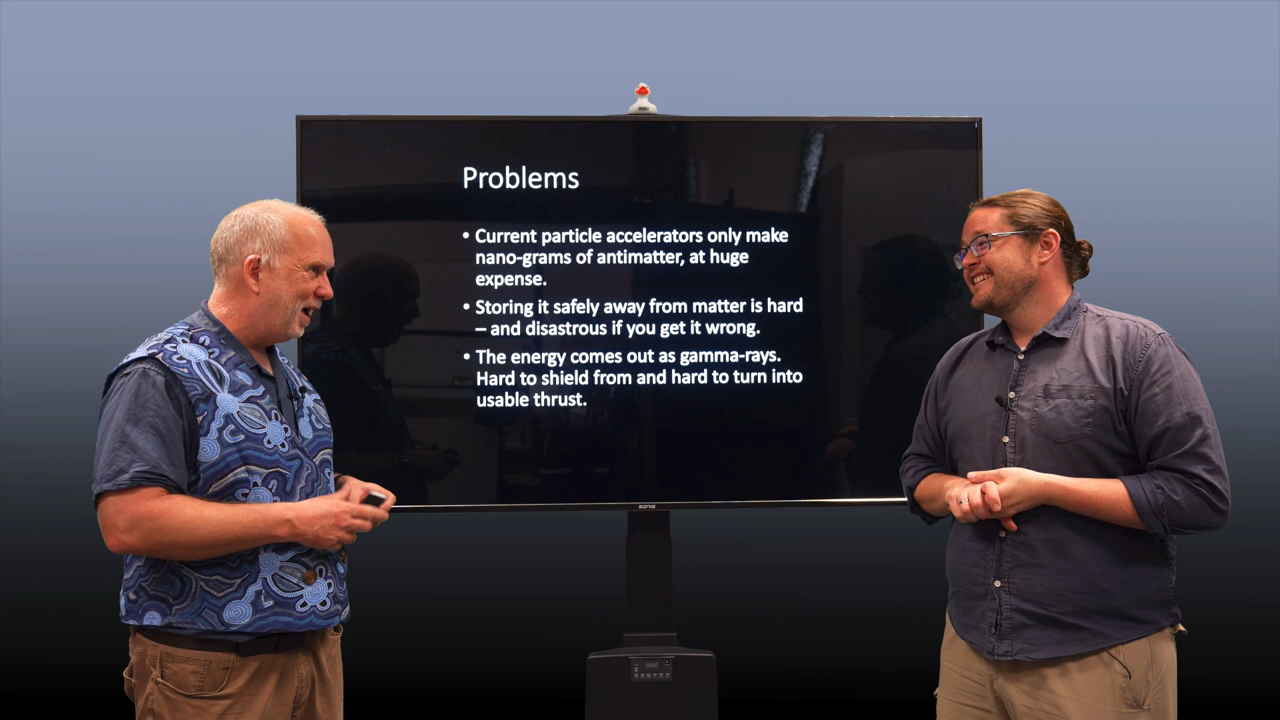 Problems
• Current particle accelerators only make
nano-grams of antimatter, at huge
expense.
• Storing it safely away from matter is hard
– and disastrous if you get it wrong.
• The energy comes out as gamma-rays.
Hard to shield from and hard to turn into
usable thrust.
soniq